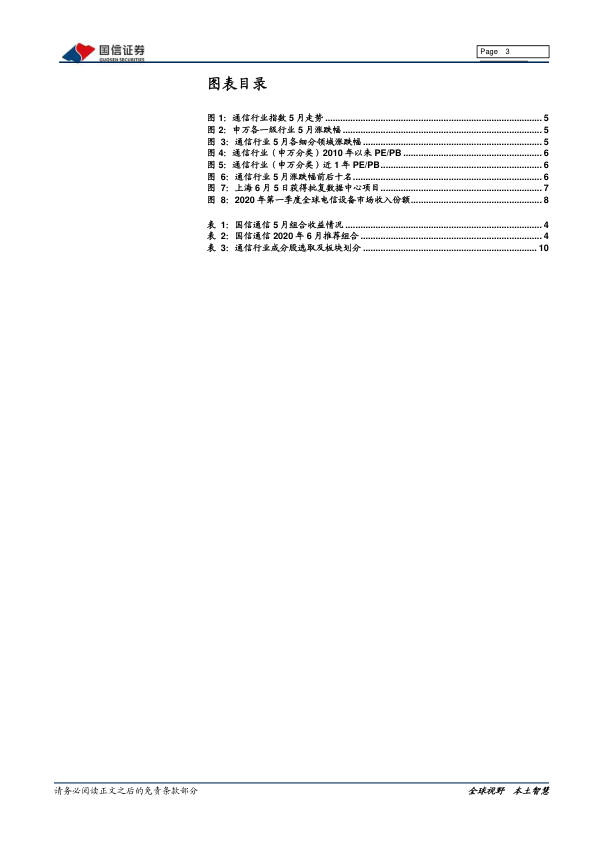 国信证券
GUOSEN SECURITIES
Page 3
图表目录
图 1：通信行业指数 5 月走势 ........ 5
图 2：申万各一级行业 5 月涨跌幅 ........ 5
图 3：通信行业 5 月各细分领域涨跌幅 ........ 5
图 4：通信行业（申万分类）2010 年以来 PE/PB ........ 6
图 5：通信行业（申万分类）近 1 年 PE/PB ........ 6
图 6：通信行业 5 月涨跌幅前后十名 ........ 6
图 7：上海 6 月 5 日获得批复数据中心项目 ........ 7
图 8：2020 年第一季度全球电信设备市场收入份额 ........ 8
表 1：国信通信 5 月组合收益情况 ........ 4
表 2：国信通信 2020 年 6 月推荐组合 ........ 4
表 3：通信行业成分股选取及板块划分 ........ 10
请务必阅读正文之后的免责条款部分
全球视野 本土智慧